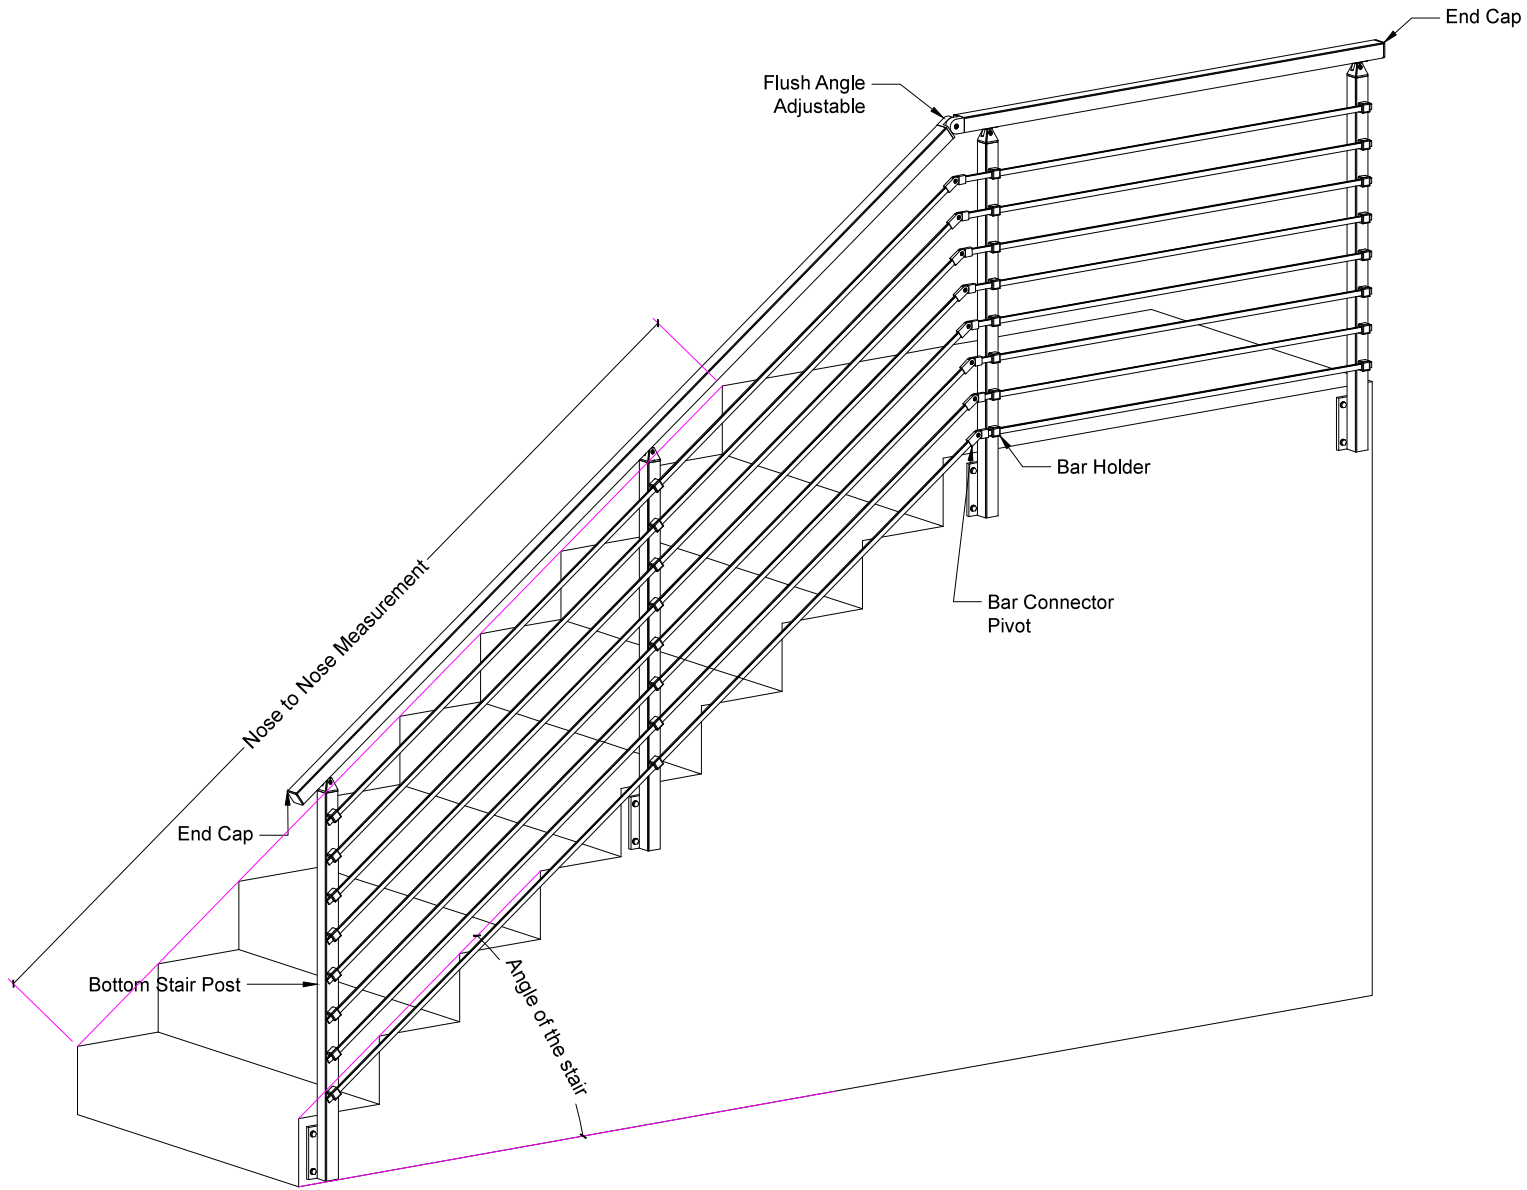 End Cap
Flush Angle
Adjustable
Bar Holder
Bar Connector
Pivot
Nose to Nose Measurement
End Cap
Bottom Stair Post
Angle of the stair